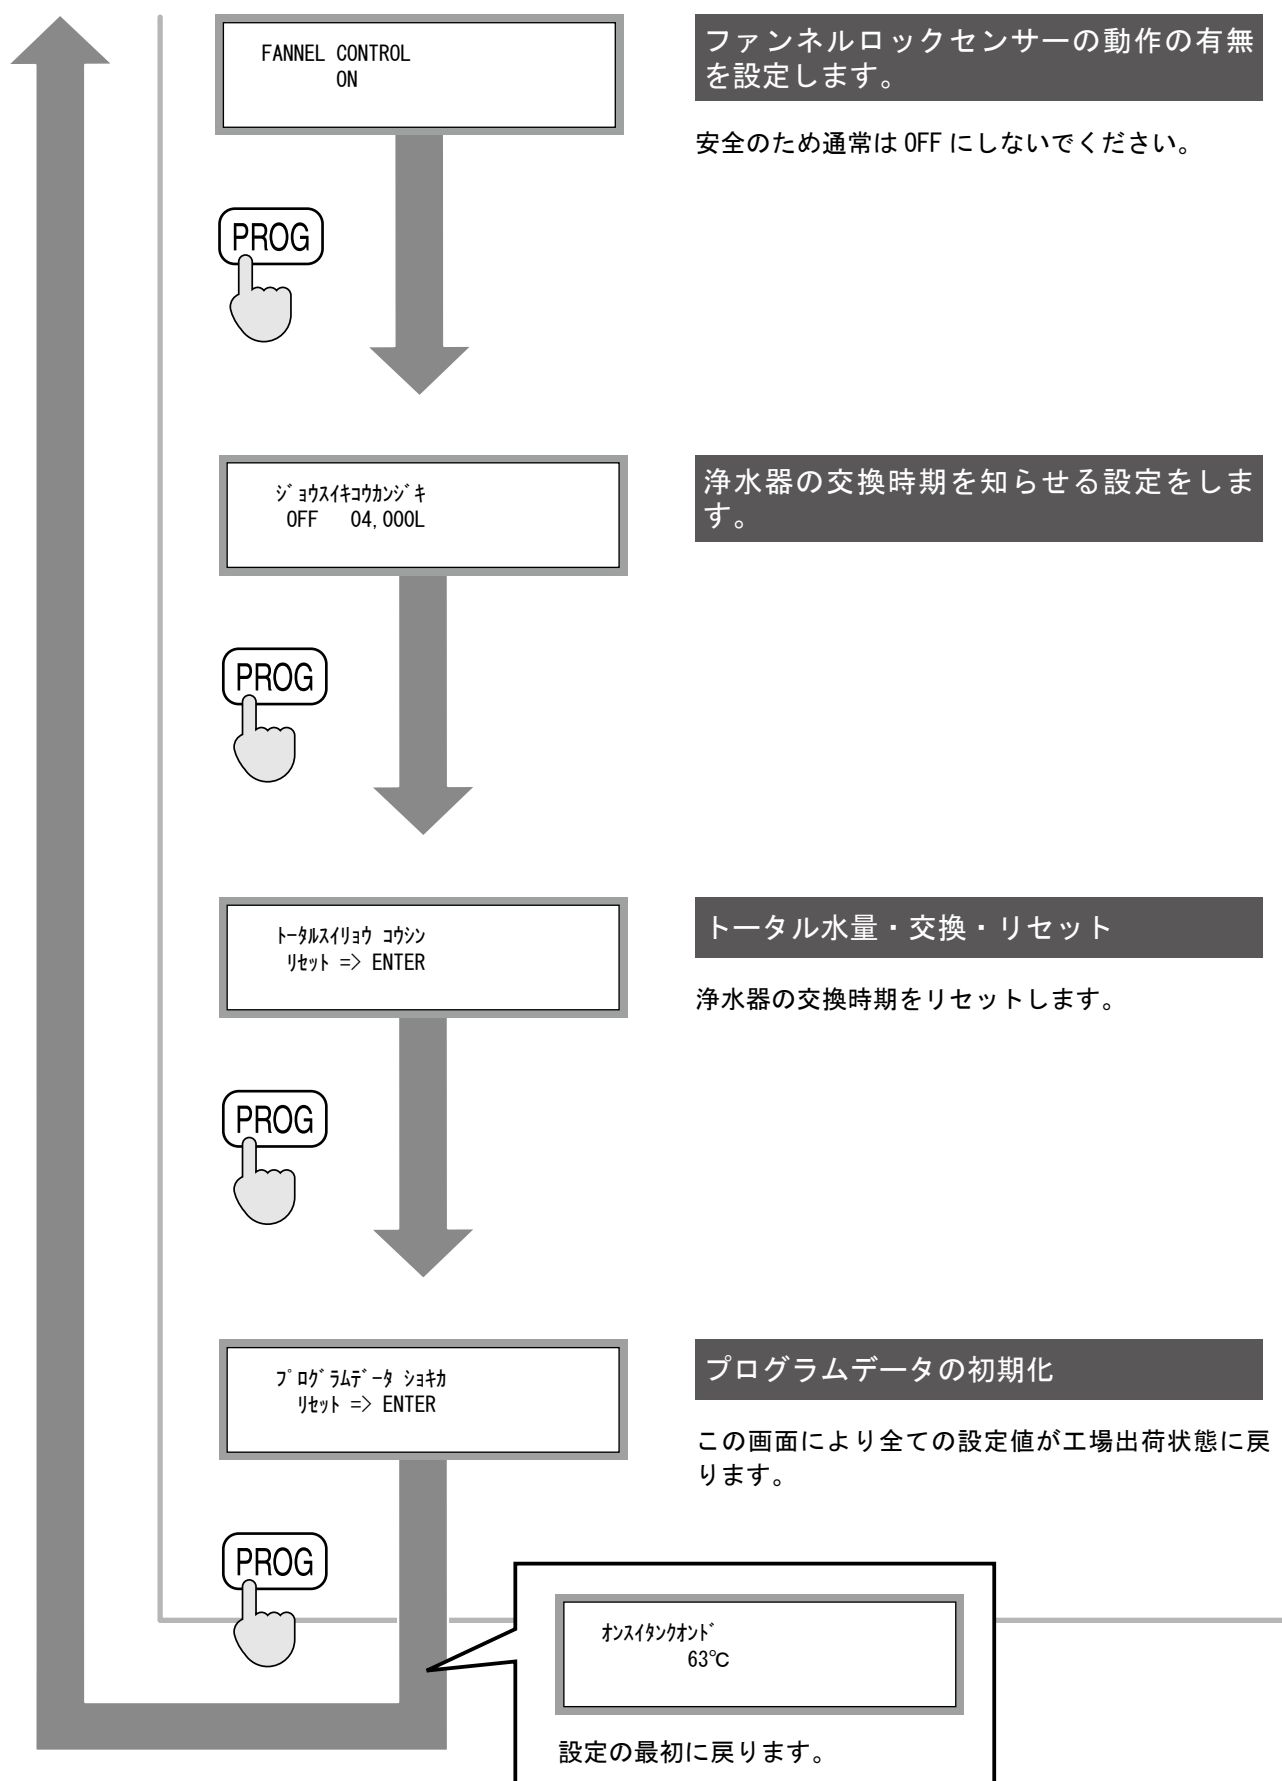 FANNEL CONTROL
ON
ファンネルロックセンサーの動作の有無
を設定します。
安全のため通常は OFF にしないでください。
PROG
ｼﾞｮｳｽｲｷｺｳｶﾝｼﾞｷ
OFF 04,000L
浄水器の交換時期を知らせる設定をしま
す。
PROG
ﾄｰﾀﾙｽｲﾘｮｳ ｺｳｼﾝ
ﾘｾｯﾄ => ENTER
トータル水量・交換・リセット
浄水器の交換時期をリセットします。
PROG
ﾌﾟﾛｸﾞﾗﾑﾃﾞｰﾀ ｼｮｷｶ
ﾘｾｯﾄ => ENTER
プログラムデータの初期化
この画面により全ての設定値が工場出荷状態に戻
ります。
PROG
ｵﾝｽｲﾀﾝｸｵﾝﾄﾞ
63℃
設定の最初に戻ります。